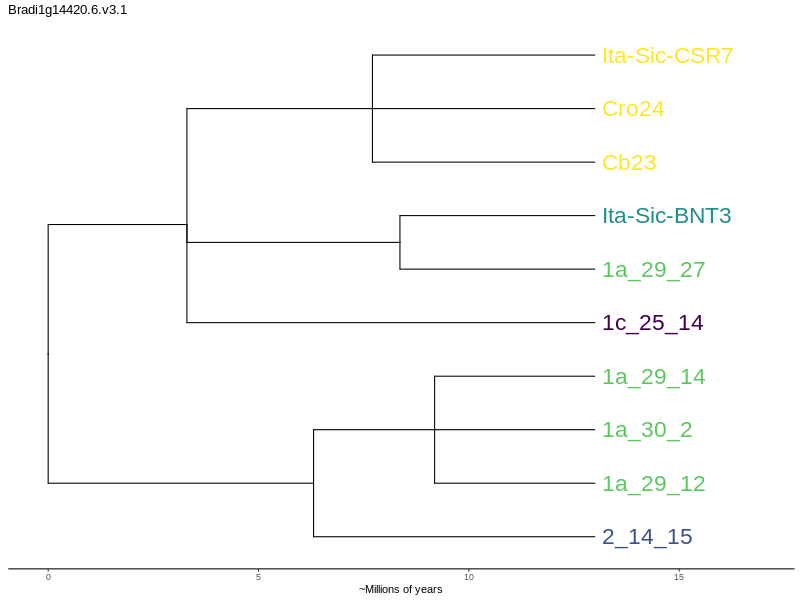 Bradi1g14420.6.v3.1
Ita-Sic-CSR7
Cro24
Cb23
Ita-Sic-BNT3
1a_29_27
1c_25_14
1a_29_14
1a_30_2
1a_29_12
2_14_15
0 5 10 15
~Millions of years